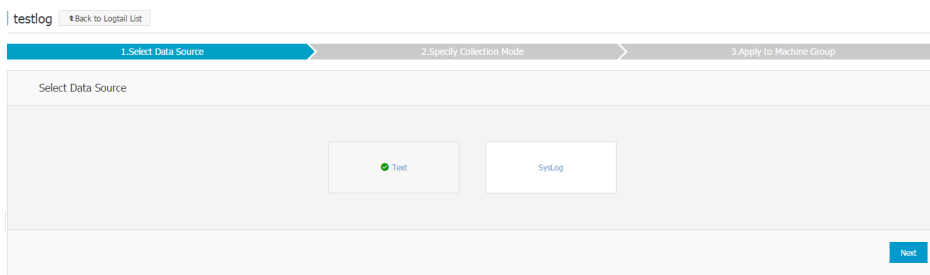 testlog Back to Logtail List
1.Select Data Source 2.Specify Collection Mode 3.Apply to Machine Group
Select Data Source
Text SysLog
Next